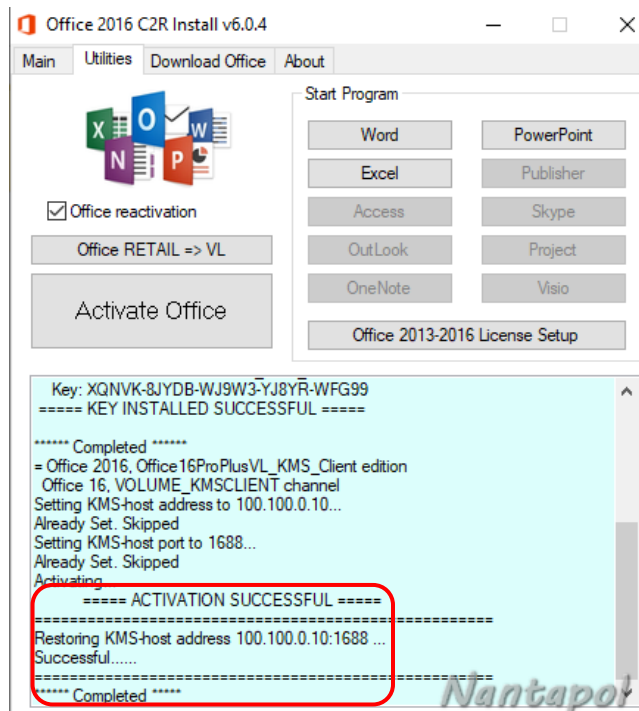 Office 2016 C2R Install v6.0.4
Main Utilities Download Office About
Start Program
Word PowerPoint
Excel Publisher
Office reactivation
Access Skype
Office RETAIL => VL
OutLook Project
OneNote Visio
Activate Office
Office 2013-2016 License Setup
Key: XQNVK-8JYDB-WJ9W3-YJ8YR-WFG99
===== KEY INSTALLED SUCCESSFUL =====
****** Completed ******
= Office 2016, Office16ProPlusVL_KMS_Client edition
Office 16, VOLUME_KMSCLIENT channel
Setting KMS-host address to 100.100.0.10...
Already Set. Skipped
Setting KMS-host port to 1688...
Already Set. Skipped
Activating...
===== ACTIVATION SUCCESSFUL =====
====================================================
Restoring KMS-host address 100.100.0.10:1688 ...
Successful......
====================================================
****** Completed *****
Nantapol